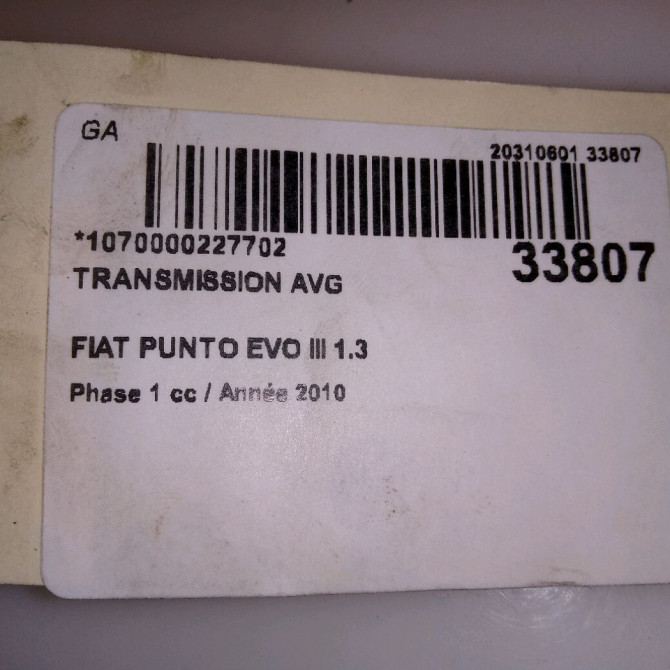 GA
20310601 33807
*1070000227702
33807
TRANSMISSION AVG
FIAT PUNTO EVO III 1.3
Phase 1 cc / Année 2010